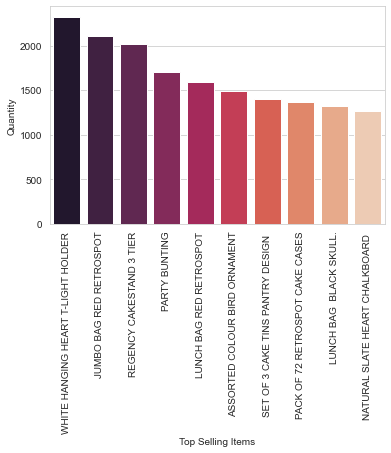 2000
1500
1000
500
0
Quantity
WHITE HANGING HEART T-LIGHT HOLDER
JUMBO BAG RED RETROSPOT
REGENCY CAKESTAND 3 TIER
PARTY BUNTING
LUNCH BAG RED RETROSPOT
ASSORTED COLOUR BIRD ORNAMENT
SET OF 3 CAKE TINS PANTRY DESIGN
PACK OF 72 RETROSPOT CAKE CASES
LUNCH BAG  BLACK SKULL.
NATURAL SLATE HEART CHALKBOARD
Top Selling Items